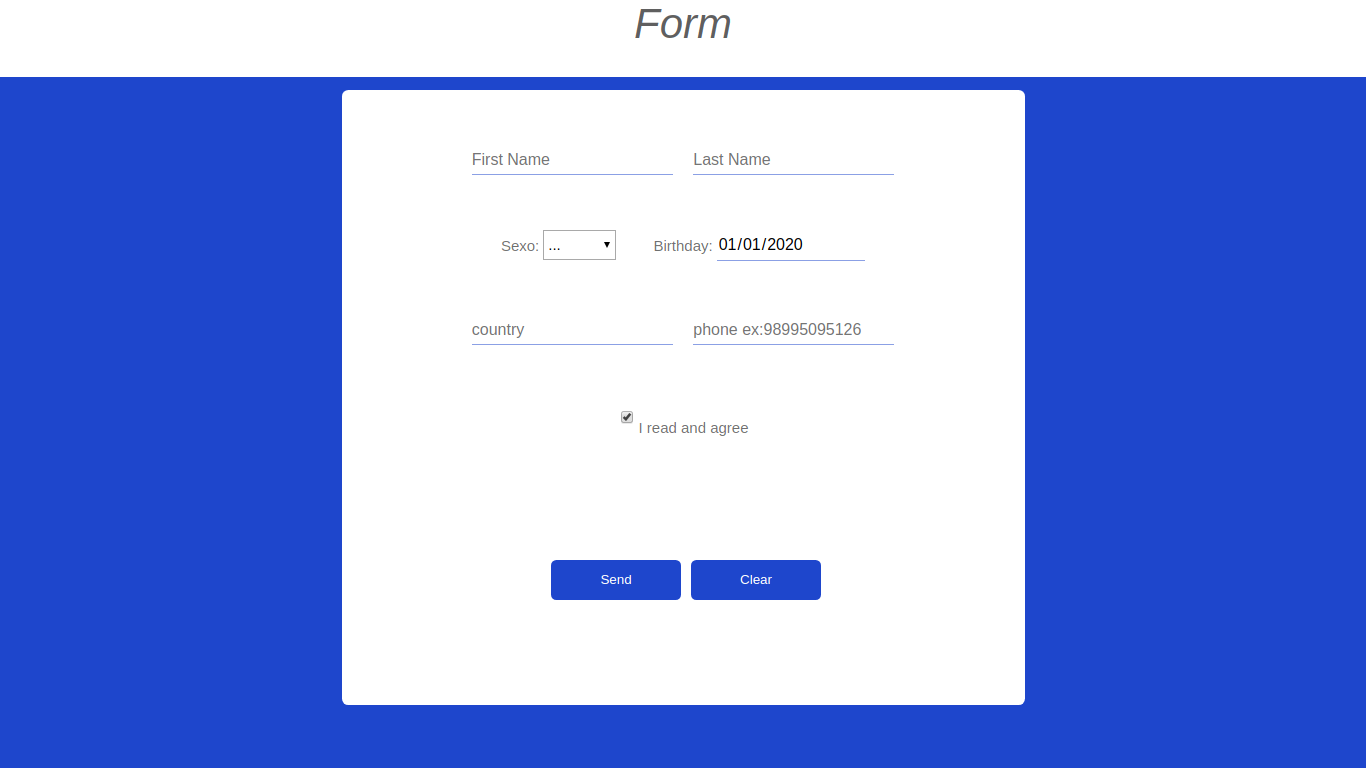 Form
First Name Last Name
Sexo: ... Birthday: 01/01/2020
country phone ex:98995095126
I read and agree
Send Clear